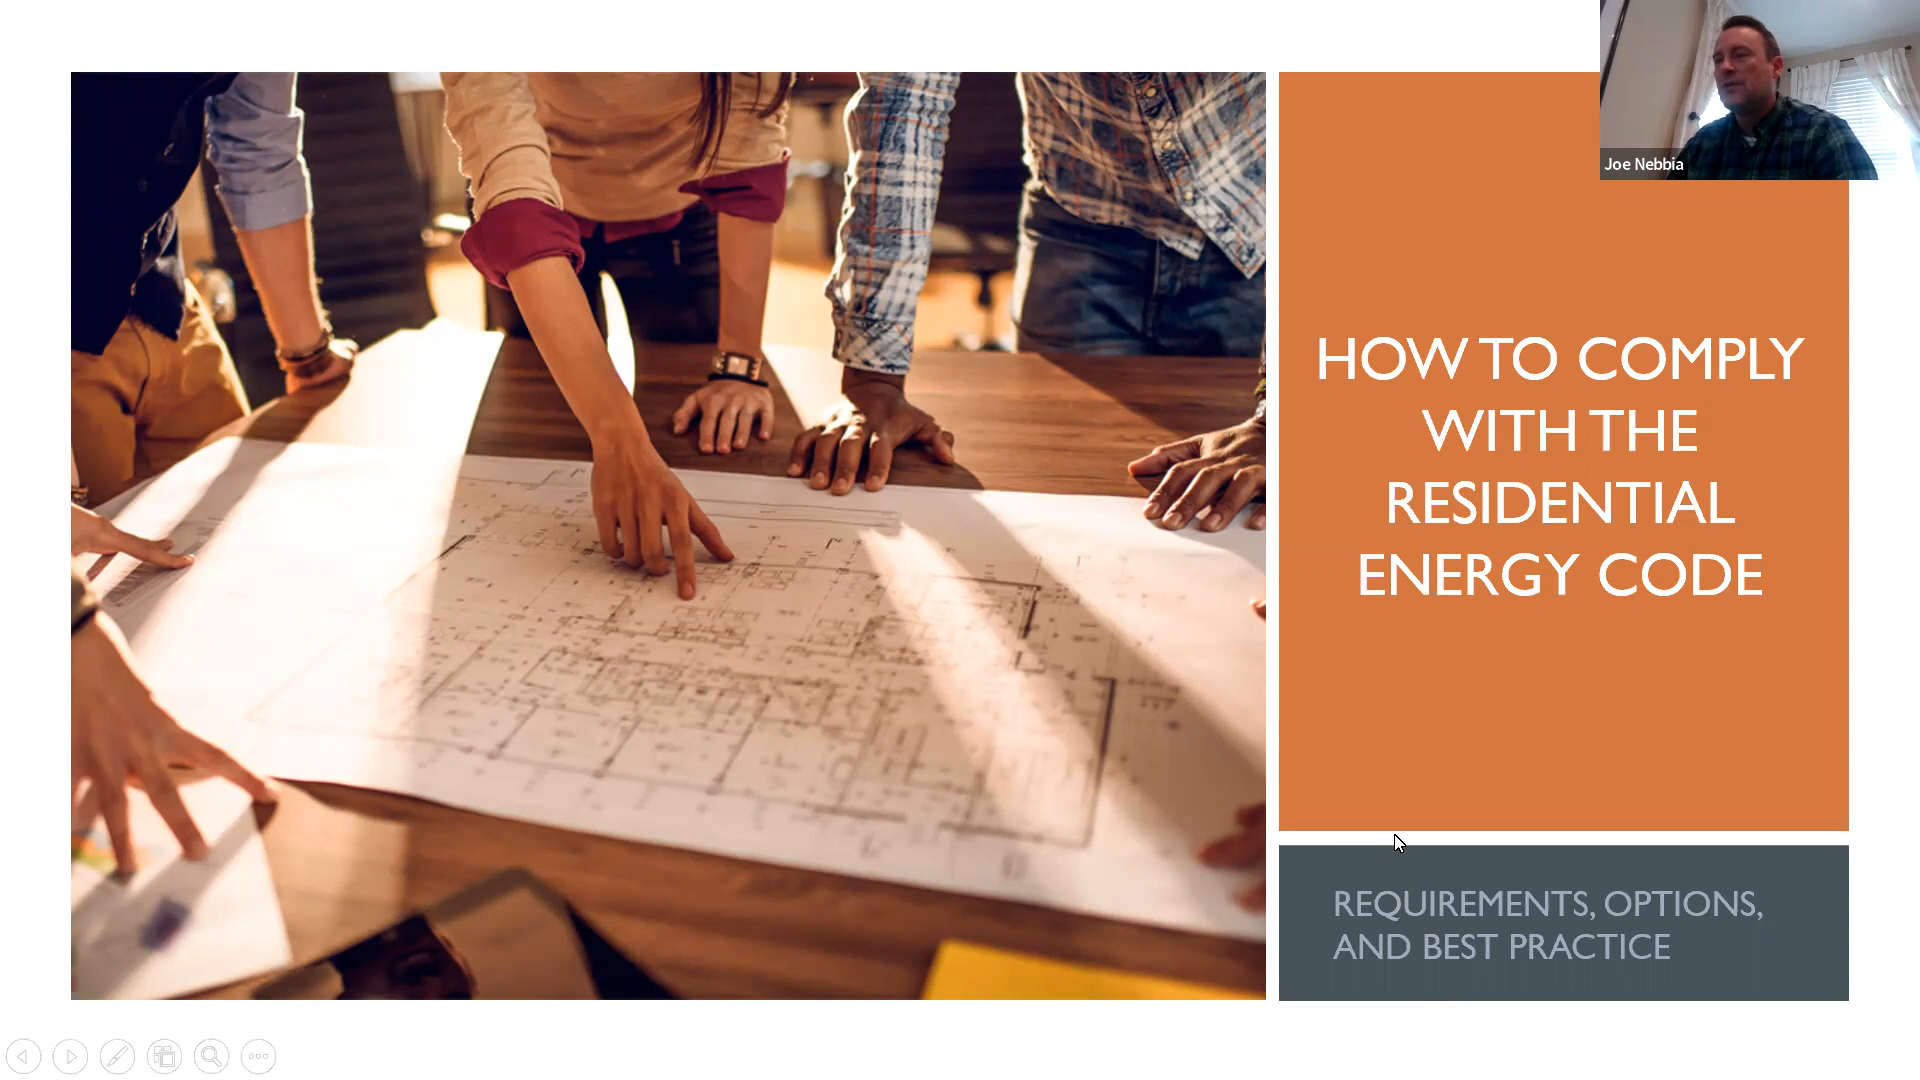 Joe Nebbia
HOW TO COMPLY
WITH THE
RESIDENTIAL
ENERGY CODE
REQUIREMENTS, OPTIONS,
AND BEST PRACTICE